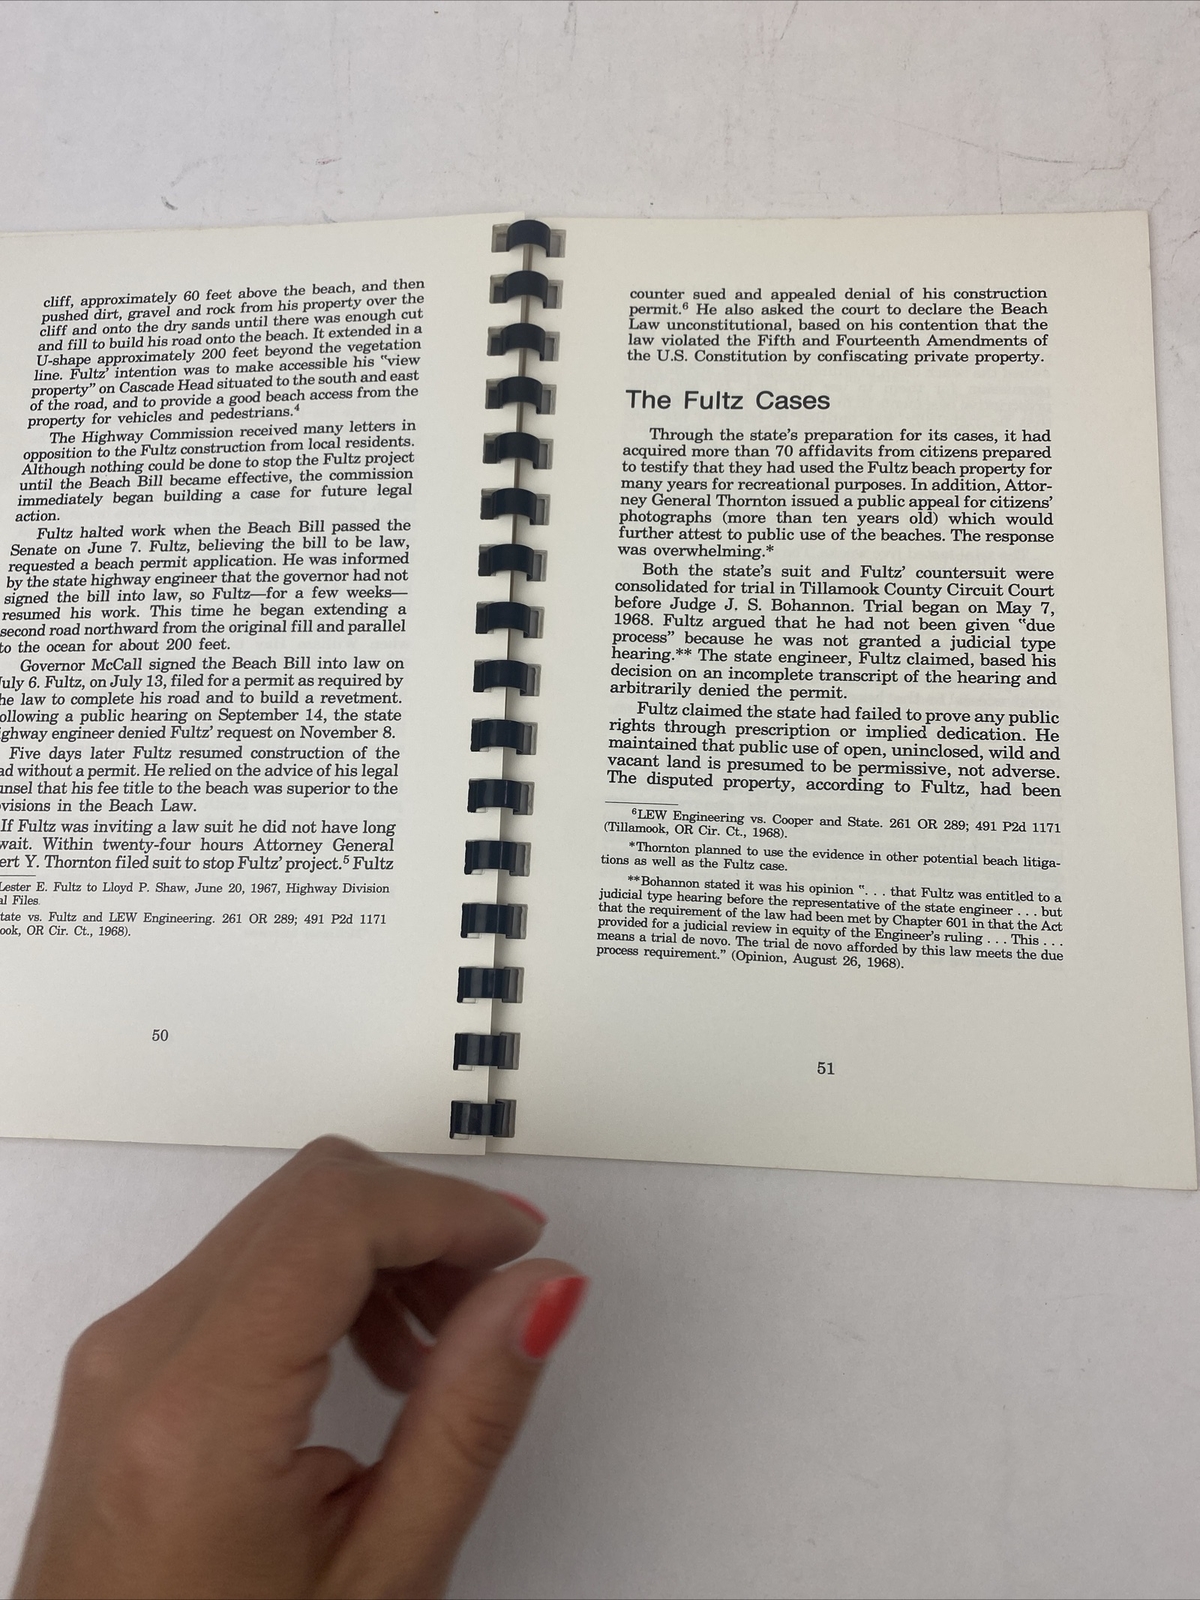 cliff, approximately 60 feet above the beach, and then
pushed dirt, gravel and rock from his property over the
cliff and onto the dry sands until there was enough cut
and fill to build his road onto the beach. It extended in a
U-shape approximately 200 feet beyond the vegetation
line. Fultz' intention was to make accessible his "view
property" on Cascade Head situated to the south and east
of the road, and to provide a good beach access from the
property for vehicles and pedestrians.4
The Highway Commission received many letters in
opposition to the Fultz construction from local residents.
Although nothing could be done to stop the Fultz project
until the Beach Bill became effective, the commission
immediately began building a case for future legal
action.
Fultz halted work when the Beach Bill passed the
Senate on June 7. Fultz, believing the bill to be law,
requested a beach permit application. He was informed
by the state highway engineer that the governor had not
signed the bill into law, so Fultz—for a few weeks—
resumed his work. This time he began extending a
second road northward from the original fill and parallel
to the ocean for about 200 feet.
Governor McCall signed the Beach Bill into law on
uly 6. Fultz, on July 13, filed for a permit as required by
he law to complete his road and to build a revetment.
ollowing a public hearing on September 14, the state
ghway engineer denied Fultz' request on November 8.
Five days later Fultz resumed construction of the
ad without a permit. He relied on the advice of his legal
unsel that his fee title to the beach was superior to the
visions in the Beach Law.
If Fultz was inviting a law suit he did not have long
wait. Within twenty-four hours Attorney General
ert Y. Thornton filed suit to stop Fultz' project.5 Fultz
Lester E. Fultz to Lloyd P. Shaw, June 20, 1967, Highway Division
al Files
tate vs. Fultz and LEW Engineering. 261 OR 289; 491 P2d 1171
ook, OR Cir. Ct., 1968).
50
counter sued and appealed denial of his construction
permit.6 He also asked the court to declare the Beach
Law unconstitutional, based on his contention that the
law violated the Fifth and Fourteenth Amendments of
the U.S. Constitution by confiscating private property.
The Fultz Cases
Through the state's preparation for its cases, it had
acquired more than 70 affidavits from citizens prepared
to testify that they had used the Fultz beach property for
many years for recreational purposes. In addition, Attor-
ney General Thornton issued a public appeal for citizens'
photographs (more than ten years old) which would
further attest to public use of the beaches. The response
was overwhelming.*
Both the state's suit and Fultz' countersuit were
consolidated for trial in Tillamook County Circuit Court
before Judge J. S. Bohannon. Trial began on May 7,
1968. Fultz argued that he had not been given "due
process" because he was not granted a judicial type
hearing.** The state engineer, Fultz claimed, based his
decision on an incomplete transcript of the hearing and
arbitrarily denied the permit.
Fultz claimed the state had failed to prove any public
rights through prescription or implied dedication. He
maintained that public use of open, uninclosed, wild and
vacant land is presumed to be permissive, not adverse.
The disputed property, according to Fultz, had been
6LEW Engineering vs. Cooper and State. 261 OR 289; 491 P2d 1171
(Tillamook, OR Cir. Ct., 1968).
*Thornton planned to use the evidence in other potential beach litiga-
tions as well as the Fultz case.
**Bohannon stated it was his opinion ". . . that Fultz was entitled to a
judicial type hearing before the representative of the state engineer . . . but
that the requirement of the law had been met by Chapter 601 in that the Act
provided for a judicial review in equity of the Engineer's ruling . . . This . . .
means a trial de novo. The trial de novo afforded by this law meets the due
process requirement." (Opinion, August 26, 1968).
51